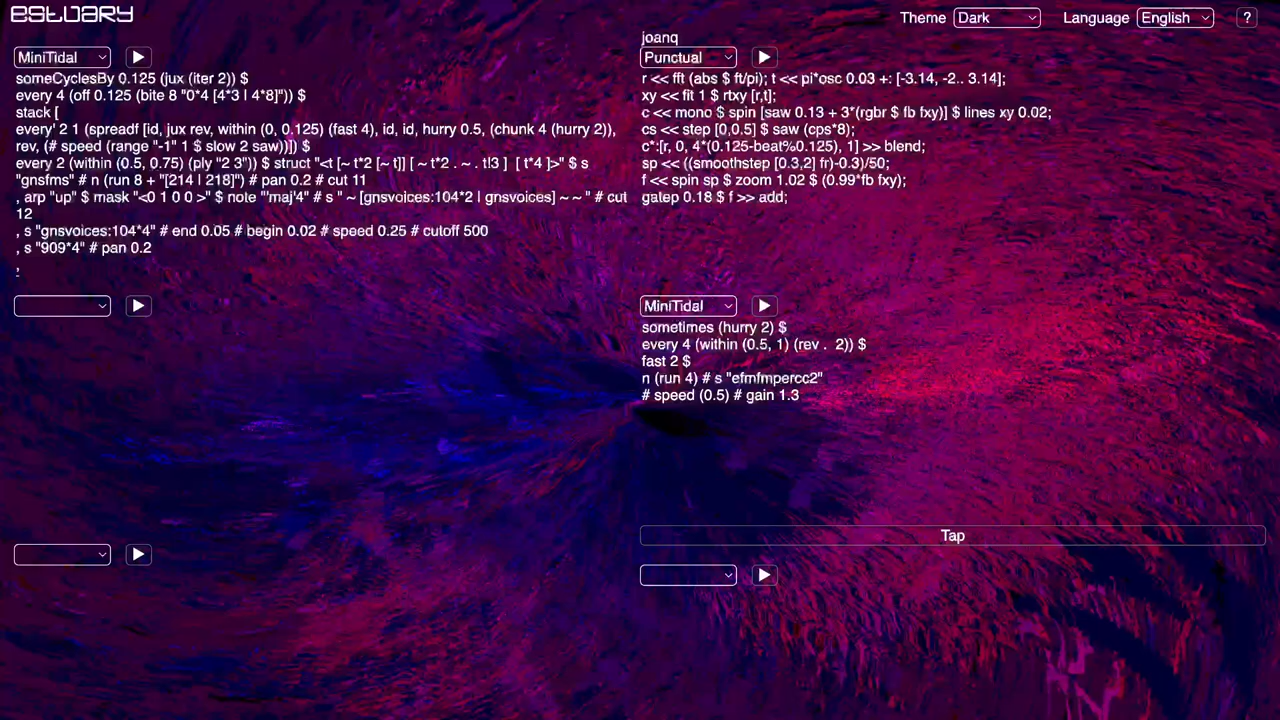 estuary
Theme Dark Language English ?
MiniTidal
someCyclesBy 0.125 (jux (iter 2)) $
every 4 (off 0.125 (bite 8 "0*4 [4*3 | 4*8]")) $
stack [
every' 2 1 (spreadf [id, jux rev, within (0, 0.125) (fast 4), id, id, hurry 0.5, (chunk 4 (hurry 2)),
rev, (# speed (range "-1" 1 $ slow 2 saw))]) $
every 2 (within (0.5, 0.75) (ply "2 3")) $ struct "<t [~ t*2 [~ t]] [ ~ t*2 . ~ . t!3 ]  [ t*4 ]>" $ s
"gnsfms" # n (run 8 + "[214 | 218]") # pan 0.2 # cut 11
, arp "up" $ mask "<0 1 0 0 >" $ note "'maj'4" # s " ~ [gnsvoices:104*2 | gnsvoices] ~ ~ " # cut
12
, s "gnsvoices:104*4" # end 0.05 # begin 0.02 # speed 0.25 # cutoff 500
, s "909*4" # pan 0.2
,
joanq
Punctual
r << fft (abs $ ft/pi); t << pi*osc 0.03 +: [-3.14, -2.. 3.14];
xy << fit 1 $ rtxy [r,t];
c << mono $ spin [saw 0.13 + 3*(rgbr $ fb fxy)] $ lines xy 0.02;
cs << step [0,0.5] $ saw (cps*8);
c*:[r, 0, 4*(0.125-beat%0.125), 1] >> blend;
sp << ((smoothstep [0.3,2] fr)-0.3)/50;
f << spin sp $ zoom 1.02 $ (0.99*fb fxy);
gatep 0.18 $ f >> add;
MiniTidal
sometimes (hurry 2) $
every 4 (within (0.5, 1) (rev .  2)) $
fast 2 $
n (run 4) # s "efmfmpercc2"
# speed (0.5) # gain 1.3
Tap